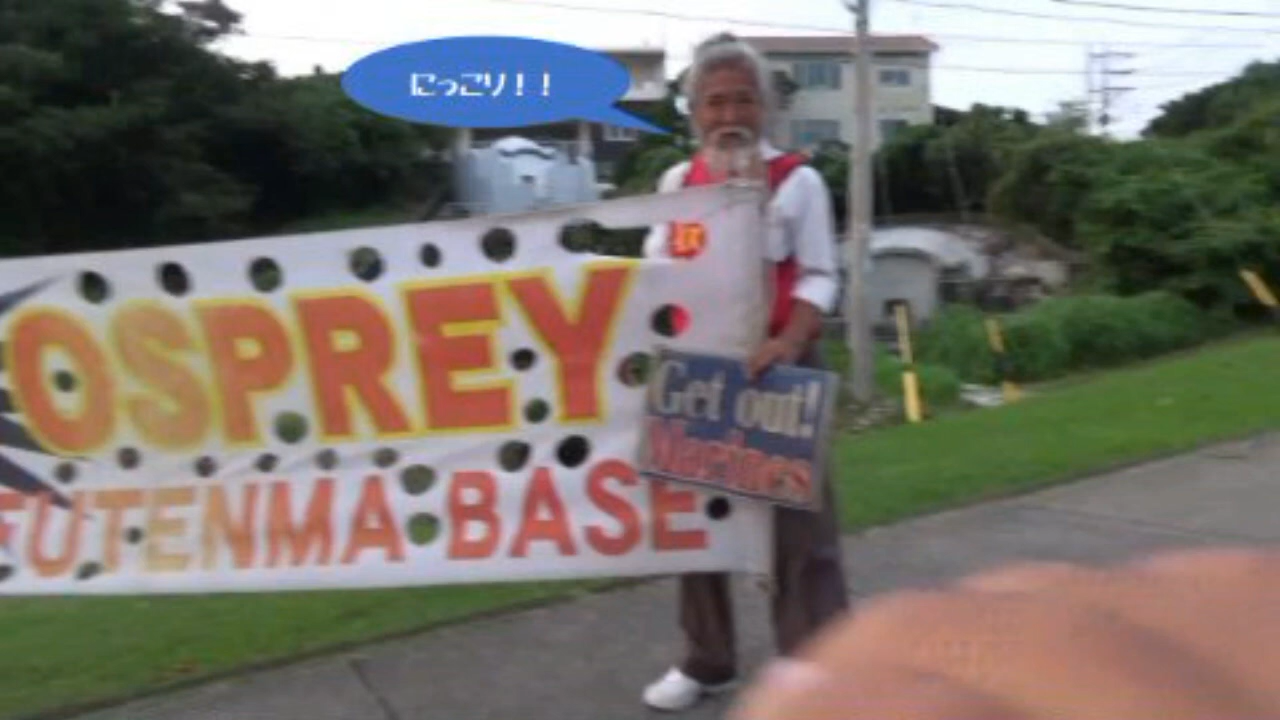 にっこり！！
OSPREY
FUTENMA BASE
Get out!
Marines